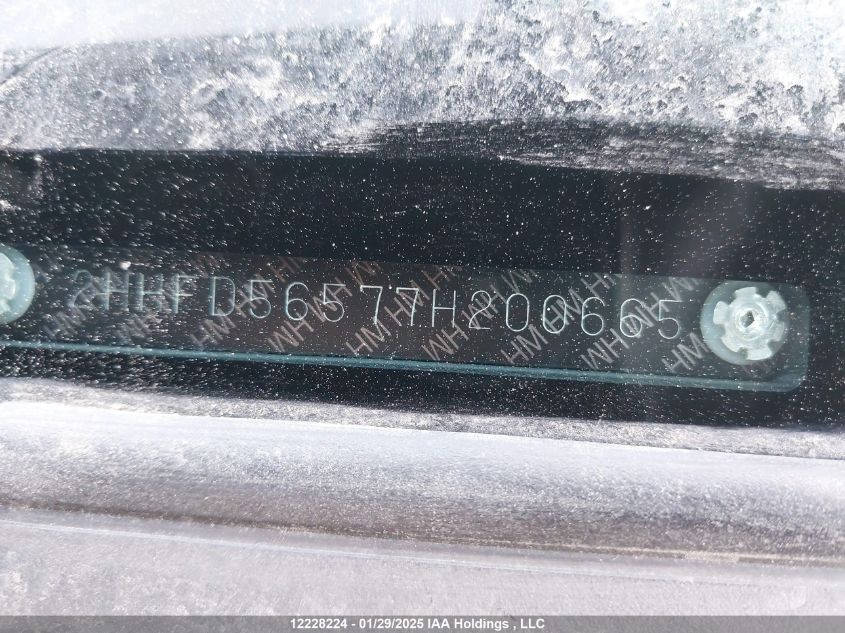 2HHFD56577H200665
12228224 - 01/29/2025 IAA Holdings , LLC